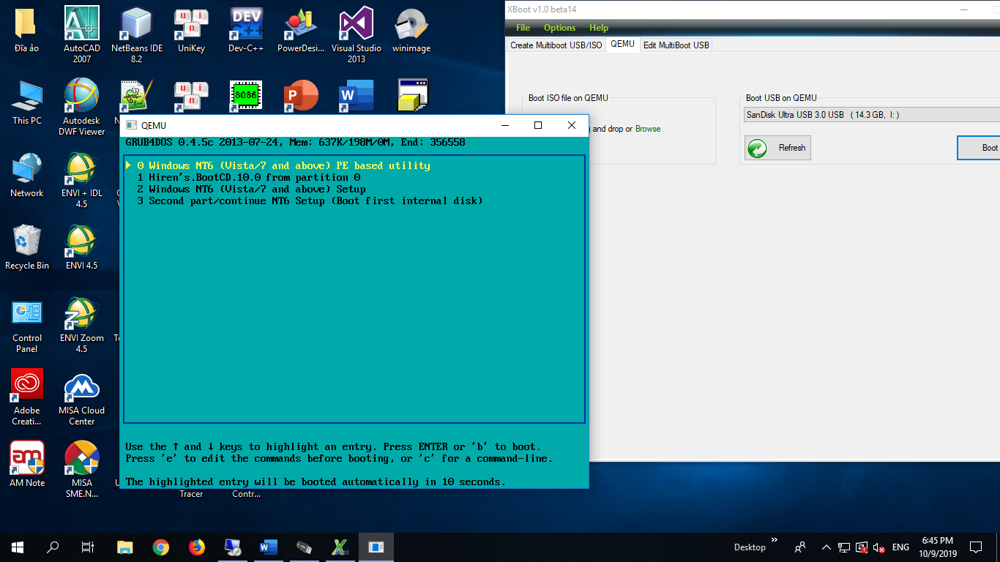 Đĩa ảo
AutoCAD
2007
NetBeans IDE
8.2
UniKey
Dev-C++
PowerDesi...
Visual Studio
2013
winimage
This PC
Autodesk
DWF Viewer
Network
ENVI + IDL
4.5
Recycle Bin
ENVI 4.5
Control
Panel
ENVI Zoom
4.5
Adobe
Creati...
MISA Cloud
Center
AM Note
MISA
SME.N...
Tracer
Contr...
XBoot v1.0 beta14
File Options Help
Create Multiboot USB/ISO QEMU Edit MultiBoot USB
Boot ISO file on QEMU
and drop or Browse
Boot USB on QEMU
SanDisk Ultra USB 3.0 USB ( 14.3 GB, I: )
Refresh
Boot
QEMU
GRUB4DOS 0.4.5c 2013-07-24, Mem: 637K/198M/0M, End: 356558
0 Windows NT6 (Vista/7 and above) PE based utility
1 Hiren's.BootCD.10.0 from partition 0
2 Windows NT6 (Vista/7 and above) Setup
3 Second part/continue NT6 Setup (Boot first internal disk)
Use the ↑ and ↓ keys to highlight an entry. Press ENTER or 'b' to boot.
Press 'e' to edit the commands before booting, or 'c' for a command-line.
The highlighted entry will be booted automatically in 10 seconds.
Desktop
ENG
6:45 PM
10/9/2019